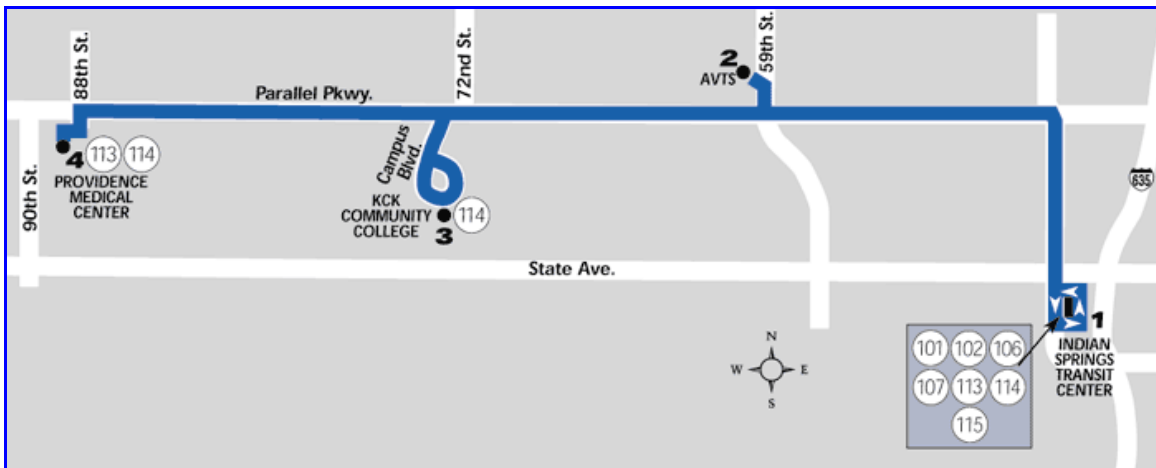 88th St.
72nd St.
59th St.
2
AVTS
Parallel Pkwy.
Campus
Blvd.
4
113
114
PROVIDENCE
MEDICAL
CENTER
90th St.
KCK
COMMUNITY
COLLEGE
3
114
635
State Ave.
1
INDIAN
SPRINGS
TRANSIT
CENTER
101 102 106
107 113 114
115
N
W E
S